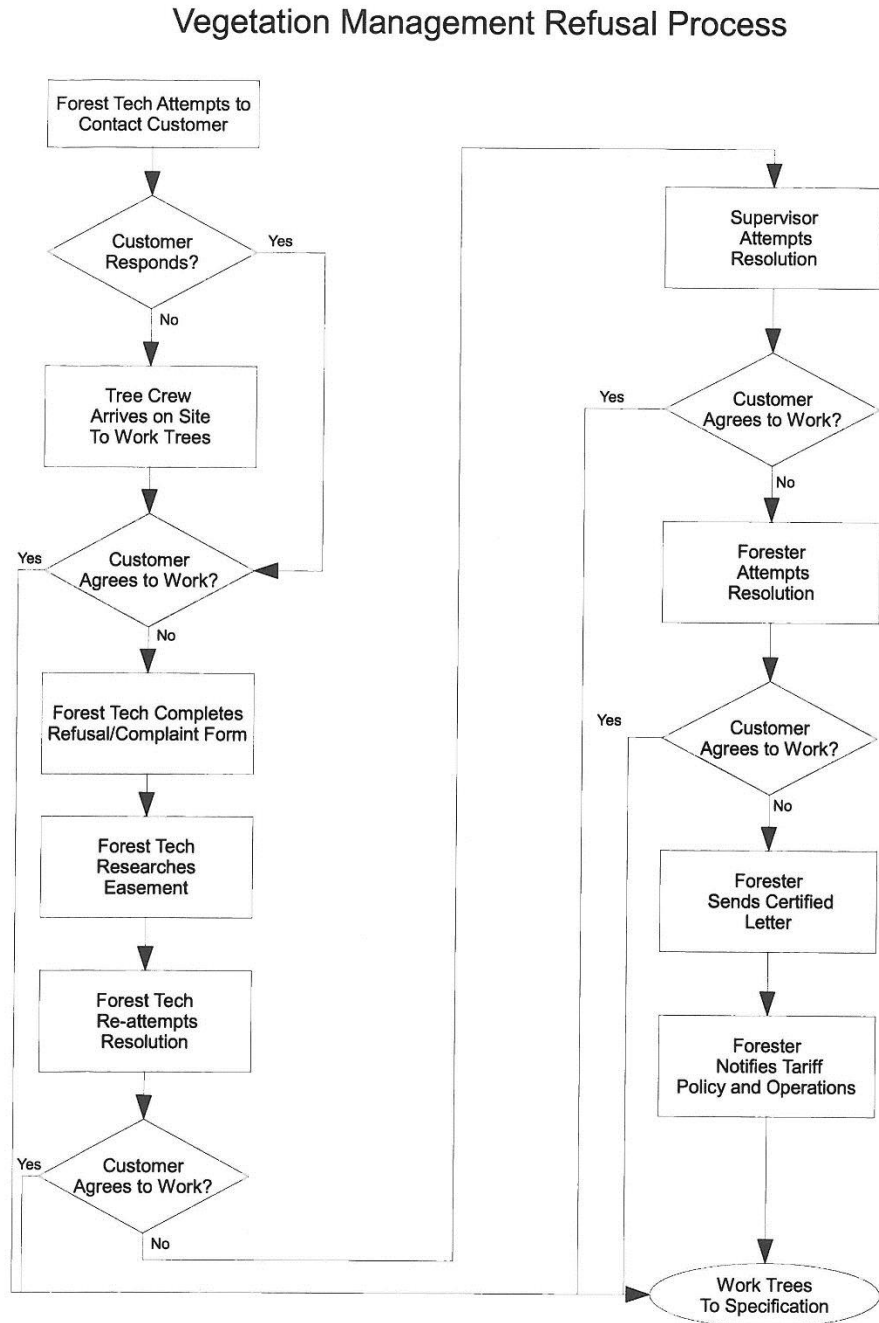 Vegetation Management Refusal Process
Forest Tech Attempts to
Contact Customer
Customer
Responds?
Yes
No
Tree Crew
Arrives on Site
To Work Trees
Yes
Customer
Agrees to Work?
No
Forest Tech Completes
Refusal/Complaint Form
Forest Tech
Researches
Easement
Forest Tech
Re-attempts
Resolution
Yes
Customer
Agrees to Work?
No
Supervisor
Attempts
Resolution
Yes
Customer
Agrees to Work?
No
Forester
Attempts
Resolution
Yes
Customer
Agrees to Work?
No
Forester
Sends Certified
Letter
Forester
Notifies Tariff
Policy and Operations
Work Trees
To Specification